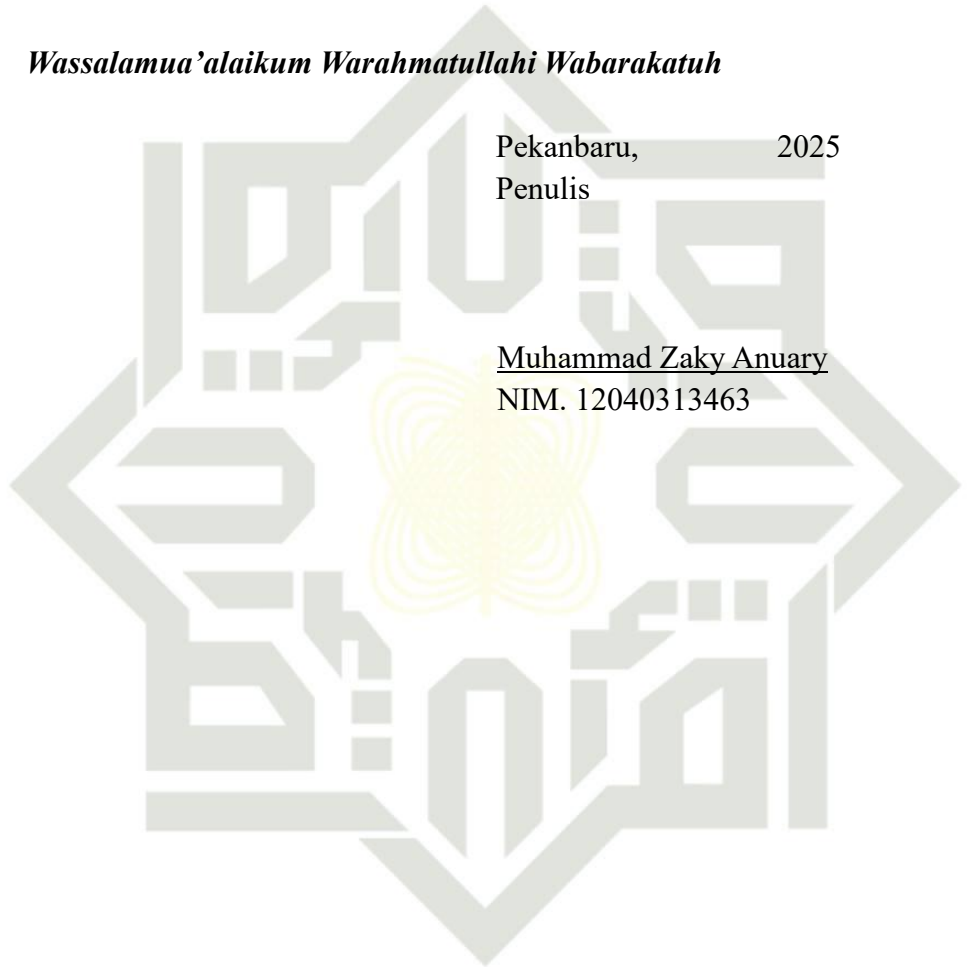 Wassalamua’alaikum Warahmatullahi Wabarakatuh
Pekanbaru, 2025
Penulis
Muhammad Zaky Anuary
NIM. 12040313463